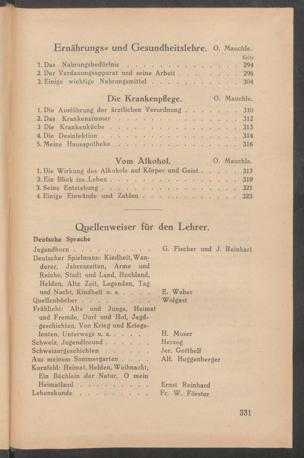 Ernährungs- und Gesundheitslehre. O. Mauchle.
Seite
1. Das Nahrungsbedürfnis . . . . . . . . . . 294
2. Der Verdauungsapparat und seine Arbeit . . . . . . 298
3. Einige wichtige Nahrungsmittel . . . . . . . . 304
Die Krankenpflege. O. Mauchle.
1. Die Ausführung der ärztlichen Verordnung . . . . . 310
2. Das Krankenzimmer . . . . . . . . . . . 312
3 Die Krankenküche . . . . . . . . . . . 313
4. Die Desinfektion . . . . . . . . . . . . 314
5. Meine Hausapotheke . . . . . . . . . . . 316
Vom Alkohol. O. Mauchle.
1. Die Wirkung des Alkohols auf Körper und Geist . . . . 317
2. Ein Blick ins Leben . . . . . . . . . . . 319
3. Seine Entstehung . . . . . . . . . . . . 321
4. Einige Einwände und Zahlen . . . . . . . . . 323
Quellenweiser für den Lehrer.
Deutsche Sprache
Jugendborn . . . . . . . . . G. Fischer und J. Reinhart
Deutscher Spielmann: Kindheit, Wan-
derer, Jahreszeiten, Arme und
Reiche, Stadt und Land, Hochland,
Helden, Alte Zeit, Legenden, Tag
und Nacht, Kindheit u. a. . . . E. Weber
Quellenbücher . . . . . . . . Wolgast
Fröhlicht: Alte und Junge, Heimat
und Fremde, Dorf und Hof, Jagd-
geschichten, Von Krieg und Kriegs-
leuten, Unterwegs u. a. . . . . H. Moser
Schweiz. Jugendfreund . . . . . Herzog
Schweizergeschichten . . . . . . Jer. Gotthelf
Aus meinem Sommergarten . . . . Alf. Huggenberger
Kornfeld: Heimat, Helden, Weihnacht,
Ein Büchlein der Natur, O mein
Heimatland . . . . . . . . Ernst Reinhard
Lebenskunde . . . . . . . . Fr. W. Förster
331